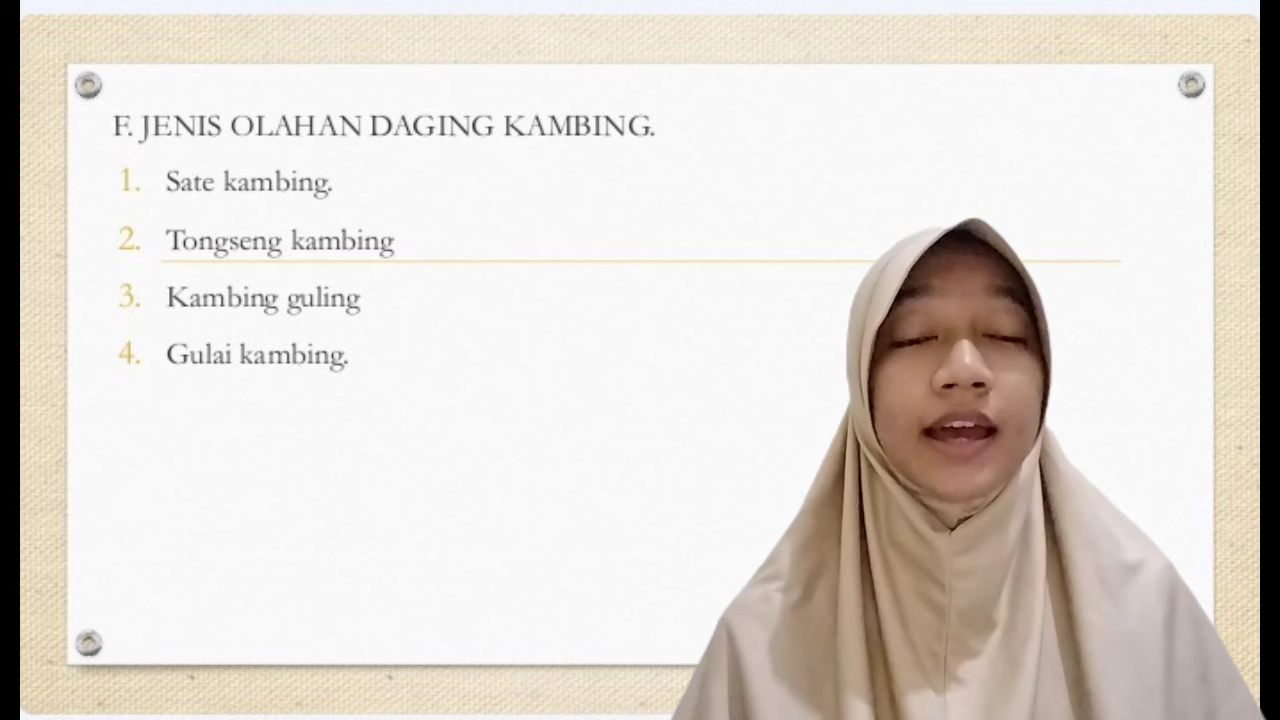 F. JENIS OLAHAN DAGING KAMBING.
1. Sate kambing.
2. Tongseng kambing
3. Kambing guling
4. Gulai kambing.